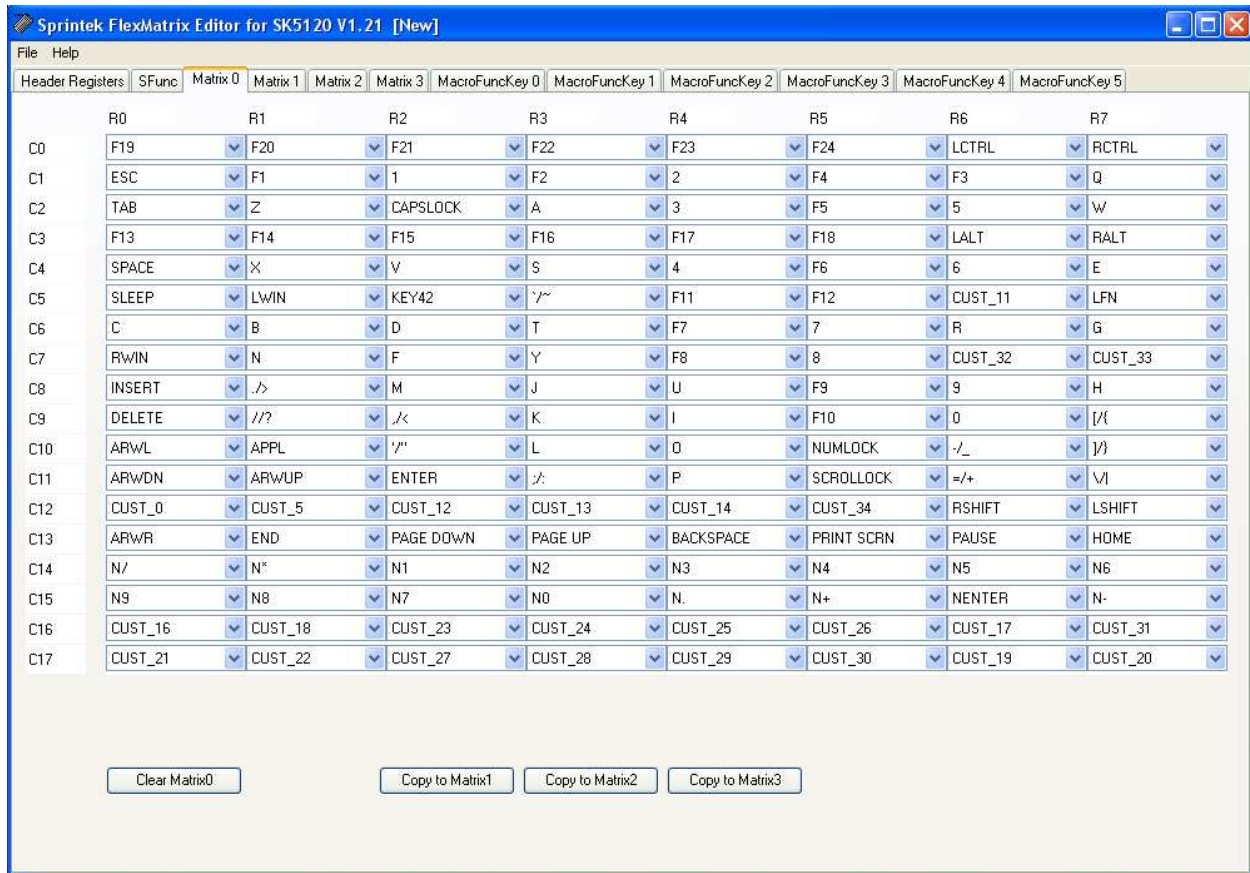 Sprintek FlexMatrix Editor for SK5120 V1.21 [New]
File Help
Header Registers SFunc Matrix 0 Matrix 1 Matrix 2 Matrix 3 MacroFuncKey 0 MacroFuncKey 1 MacroFuncKey 2 MacroFuncKey 3 MacroFuncKey 4 MacroFuncKey 5
R0 R1 R2 R3 R4 R5 R6 R7
C0 F19 F20 F21 F22 F23 F24 LCTRL RCTRL
C1 ESC F1 1 F2 2 F4 F3 Q
C2 TAB Z CAPSLOCK A 3 F5 5 W
C3 F13 F14 F15 F16 F17 F18 LALT RALT
C4 SPACE X V S 4 F6 6 E
C5 SLEEP LWIN KEY42 `/~ F11 F12 CUST_11 LFN
C6 C B D T F7 7 R G
C7 RWIN N F Y F8 8 CUST_32 CUST_33
C8 INSERT ./> M J U F9 9 H
C9 DELETE //? ,/< K I F10 0 [/{
C10 ARWL APPL '/" L O NUMLOCK -/_ ]/}
C11 ARWDN ARWUP ENTER ;/: P SCROLLOCK =/+ \/|
C12 CUST_0 CUST_5 CUST_12 CUST_13 CUST_14 CUST_34 RSHIFT LSHIFT
C13 ARWR END PAGE DOWN PAGE UP BACKSPACE PRINT SCRN PAUSE HOME
C14 N/ N* N1 N2 N3 N4 N5 N6
C15 N9 N8 N7 N0 N. N+ NENTER N-
C16 CUST_16 CUST_18 CUST_23 CUST_24 CUST_25 CUST_26 CUST_17 CUST_31
C17 CUST_21 CUST_22 CUST_27 CUST_28 CUST_29 CUST_30 CUST_19 CUST_20
Clear Matrix0 Copy to Matrix1 Copy to Matrix2 Copy to Matrix3